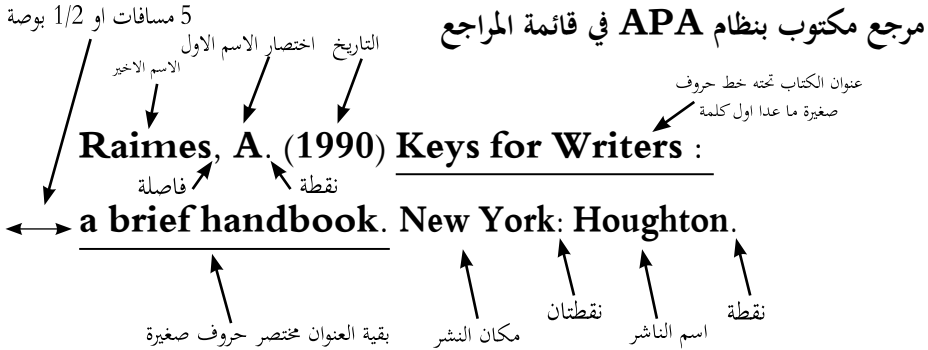 مرجع مكتوب بنظام APA في قائمة المراجع
5 مسافات او 1/2 بوصة
التاريخ
اختصار الاسم الاول
الاسم الاخير
عنوان الكتاب تحته خط حروف
صغيرة ما عدا اول كلمة
Raimes, A. (1990) Keys for Writers :
فاصلة
نقطة
a brief handbook. New York: Houghton.
بقية العنوان مختصر حروف صغيرة
مكان النشر
نقطتان
اسم الناشر
نقطة